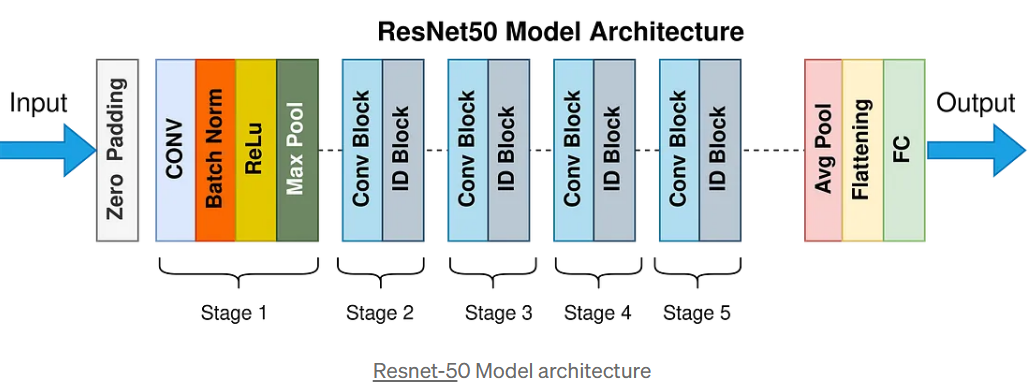 ResNet50 Model Architecture
Input
Zero Padding
CONV
Batch Norm
ReLu
Max Pool
Conv Block
ID Block
Conv Block
ID Block
Conv Block
ID Block
Conv Block
ID Block
Avg Pool
Flattening
FC
Output
Stage 1
Stage 2
Stage 3
Stage 4
Stage 5
Resnet-50 Model architecture